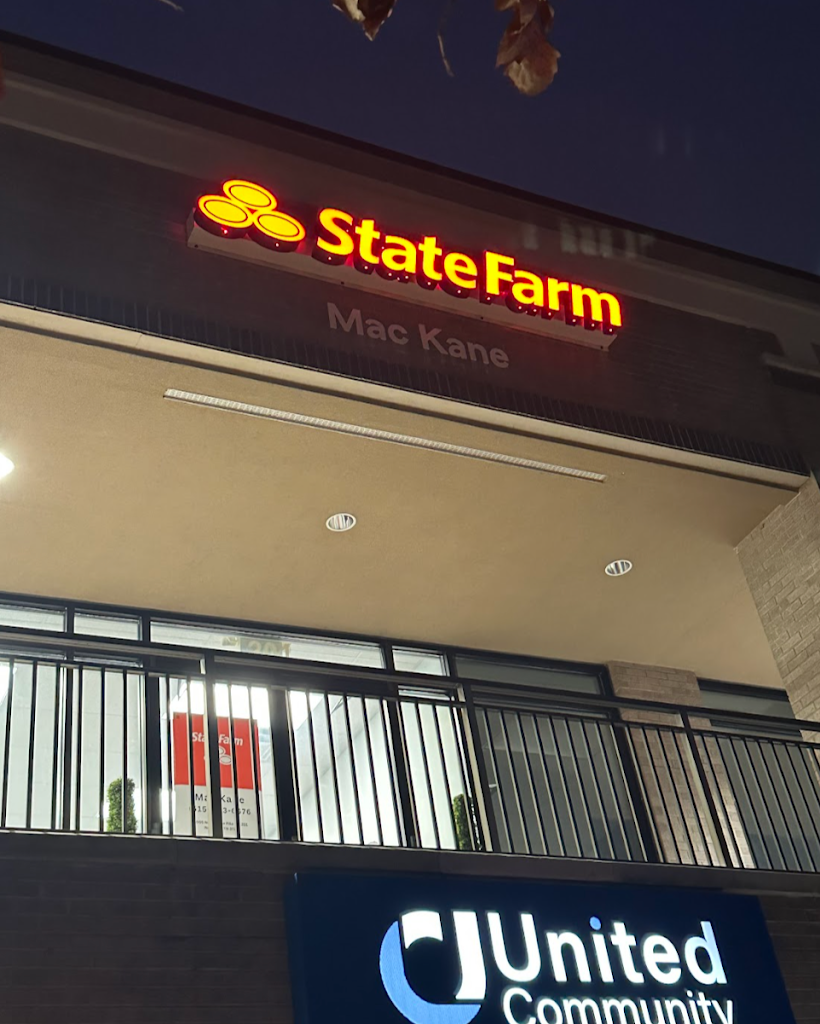 State Farm
Mac Kane
State Farm
Mac Kane
United
Community